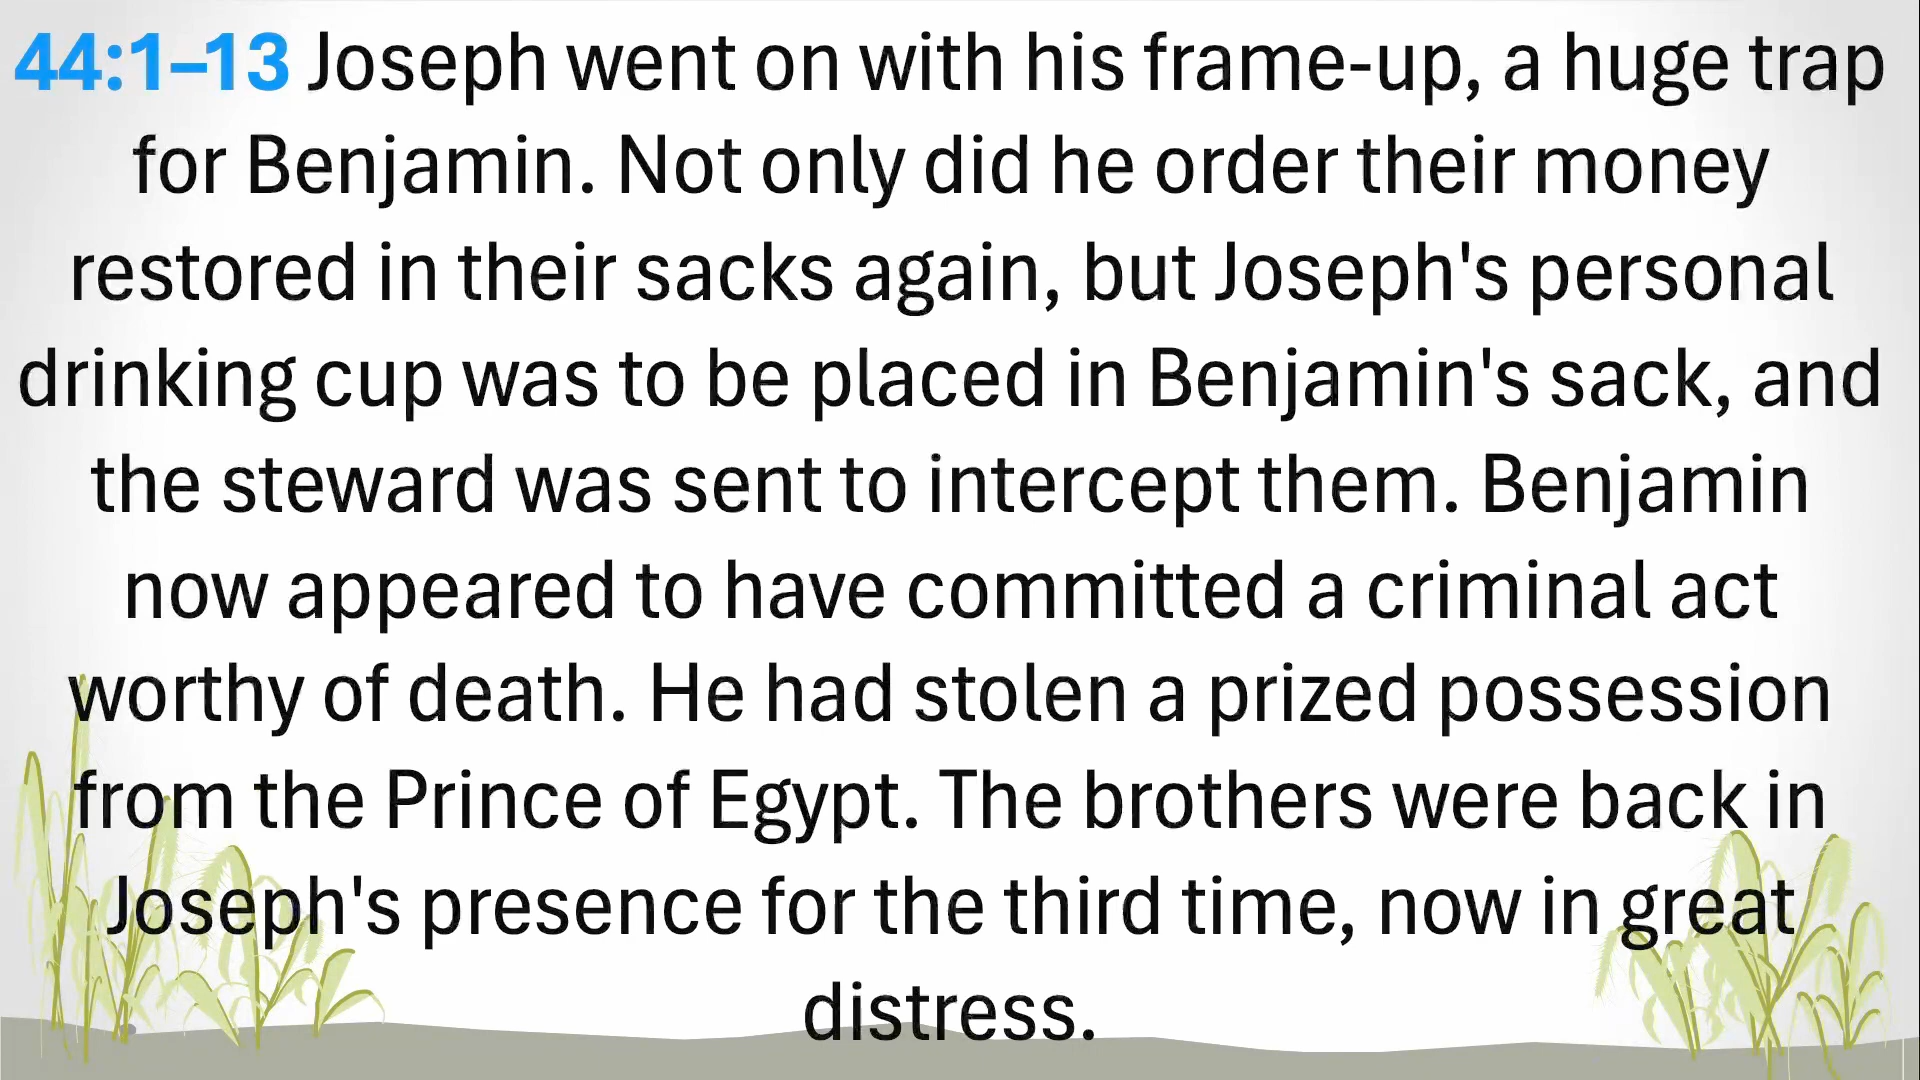 44:1–13 Joseph went on with his frame-up, a huge trap
for Benjamin. Not only did he order their money
restored in their sacks again, but Joseph's personal
drinking cup was to be placed in Benjamin's sack, and
the steward was sent to intercept them. Benjamin
now appeared to have committed a criminal act
worthy of death. He had stolen a prized possession
from the Prince of Egypt. The brothers were back in
Joseph's presence for the third time, now in great
distress.